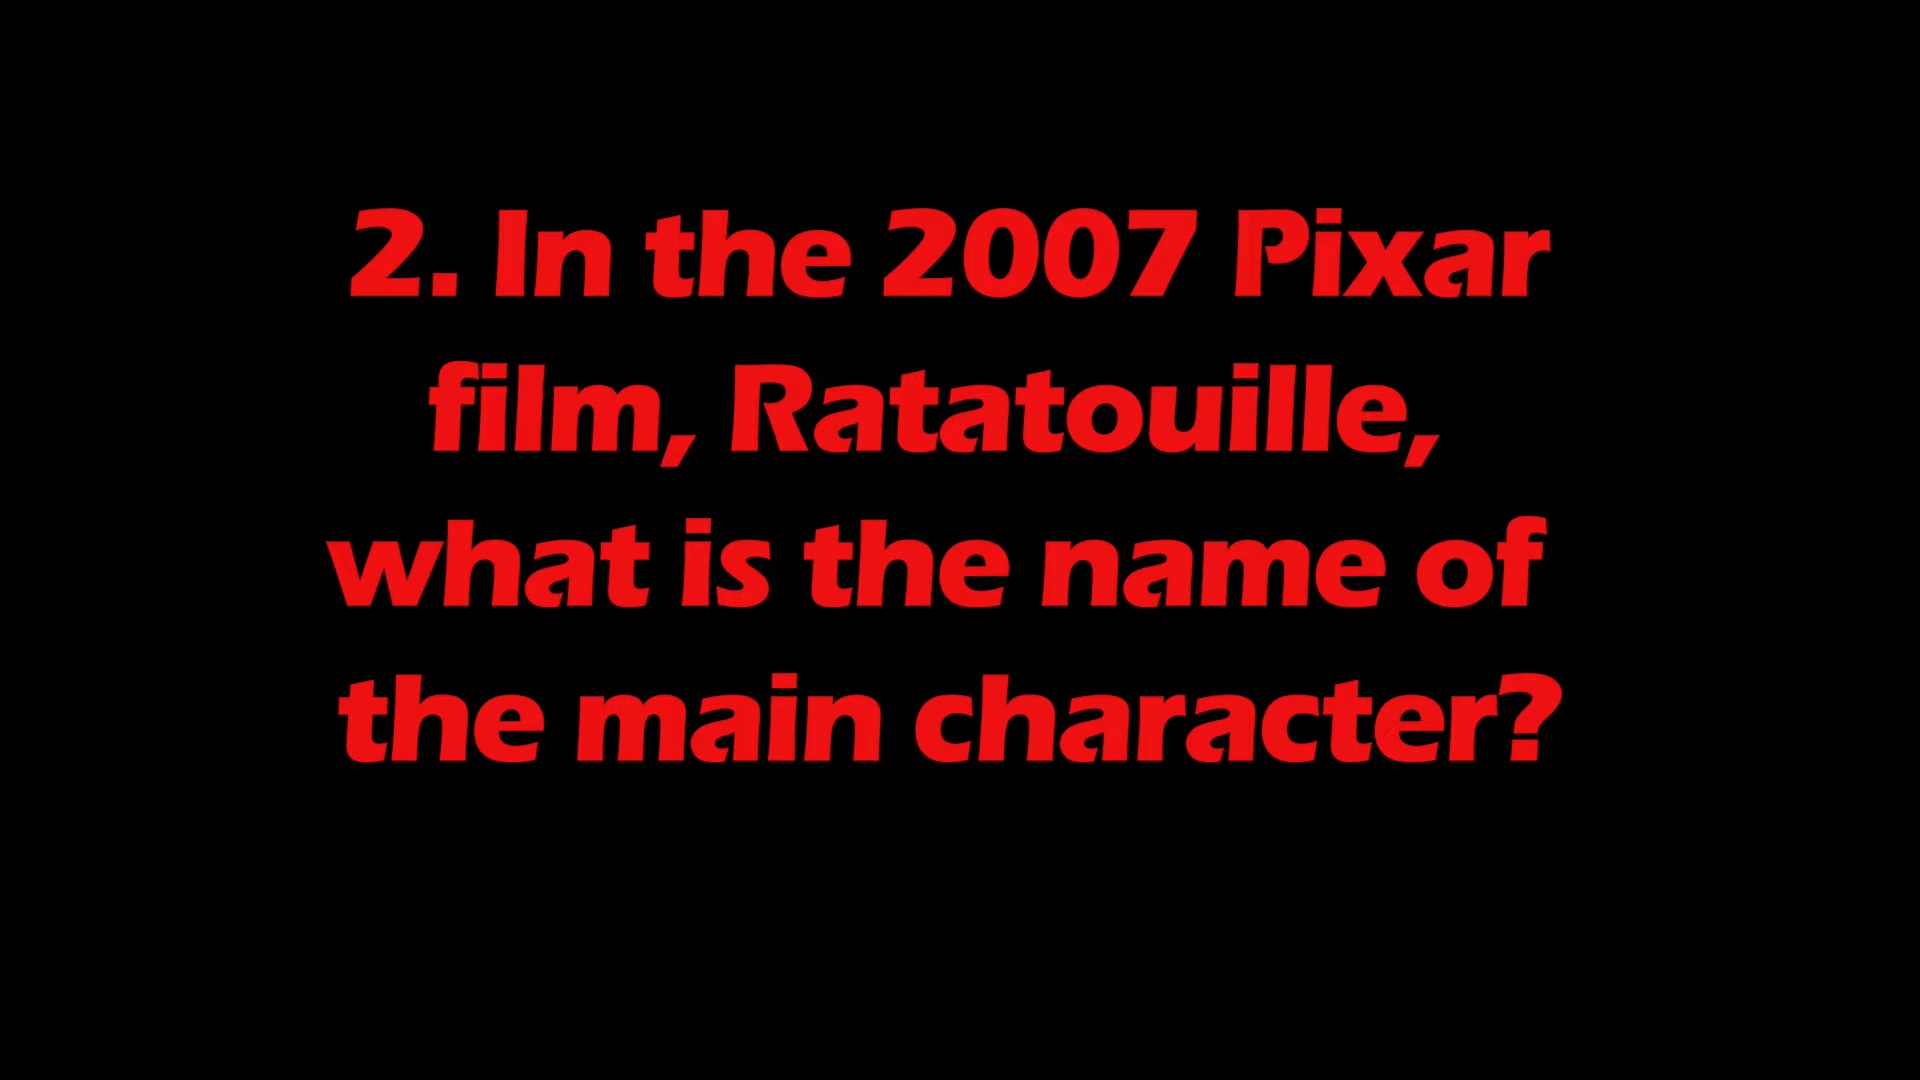 2. In the 2007 Pixar
film, Ratatouille,
what is the name of
the main character?